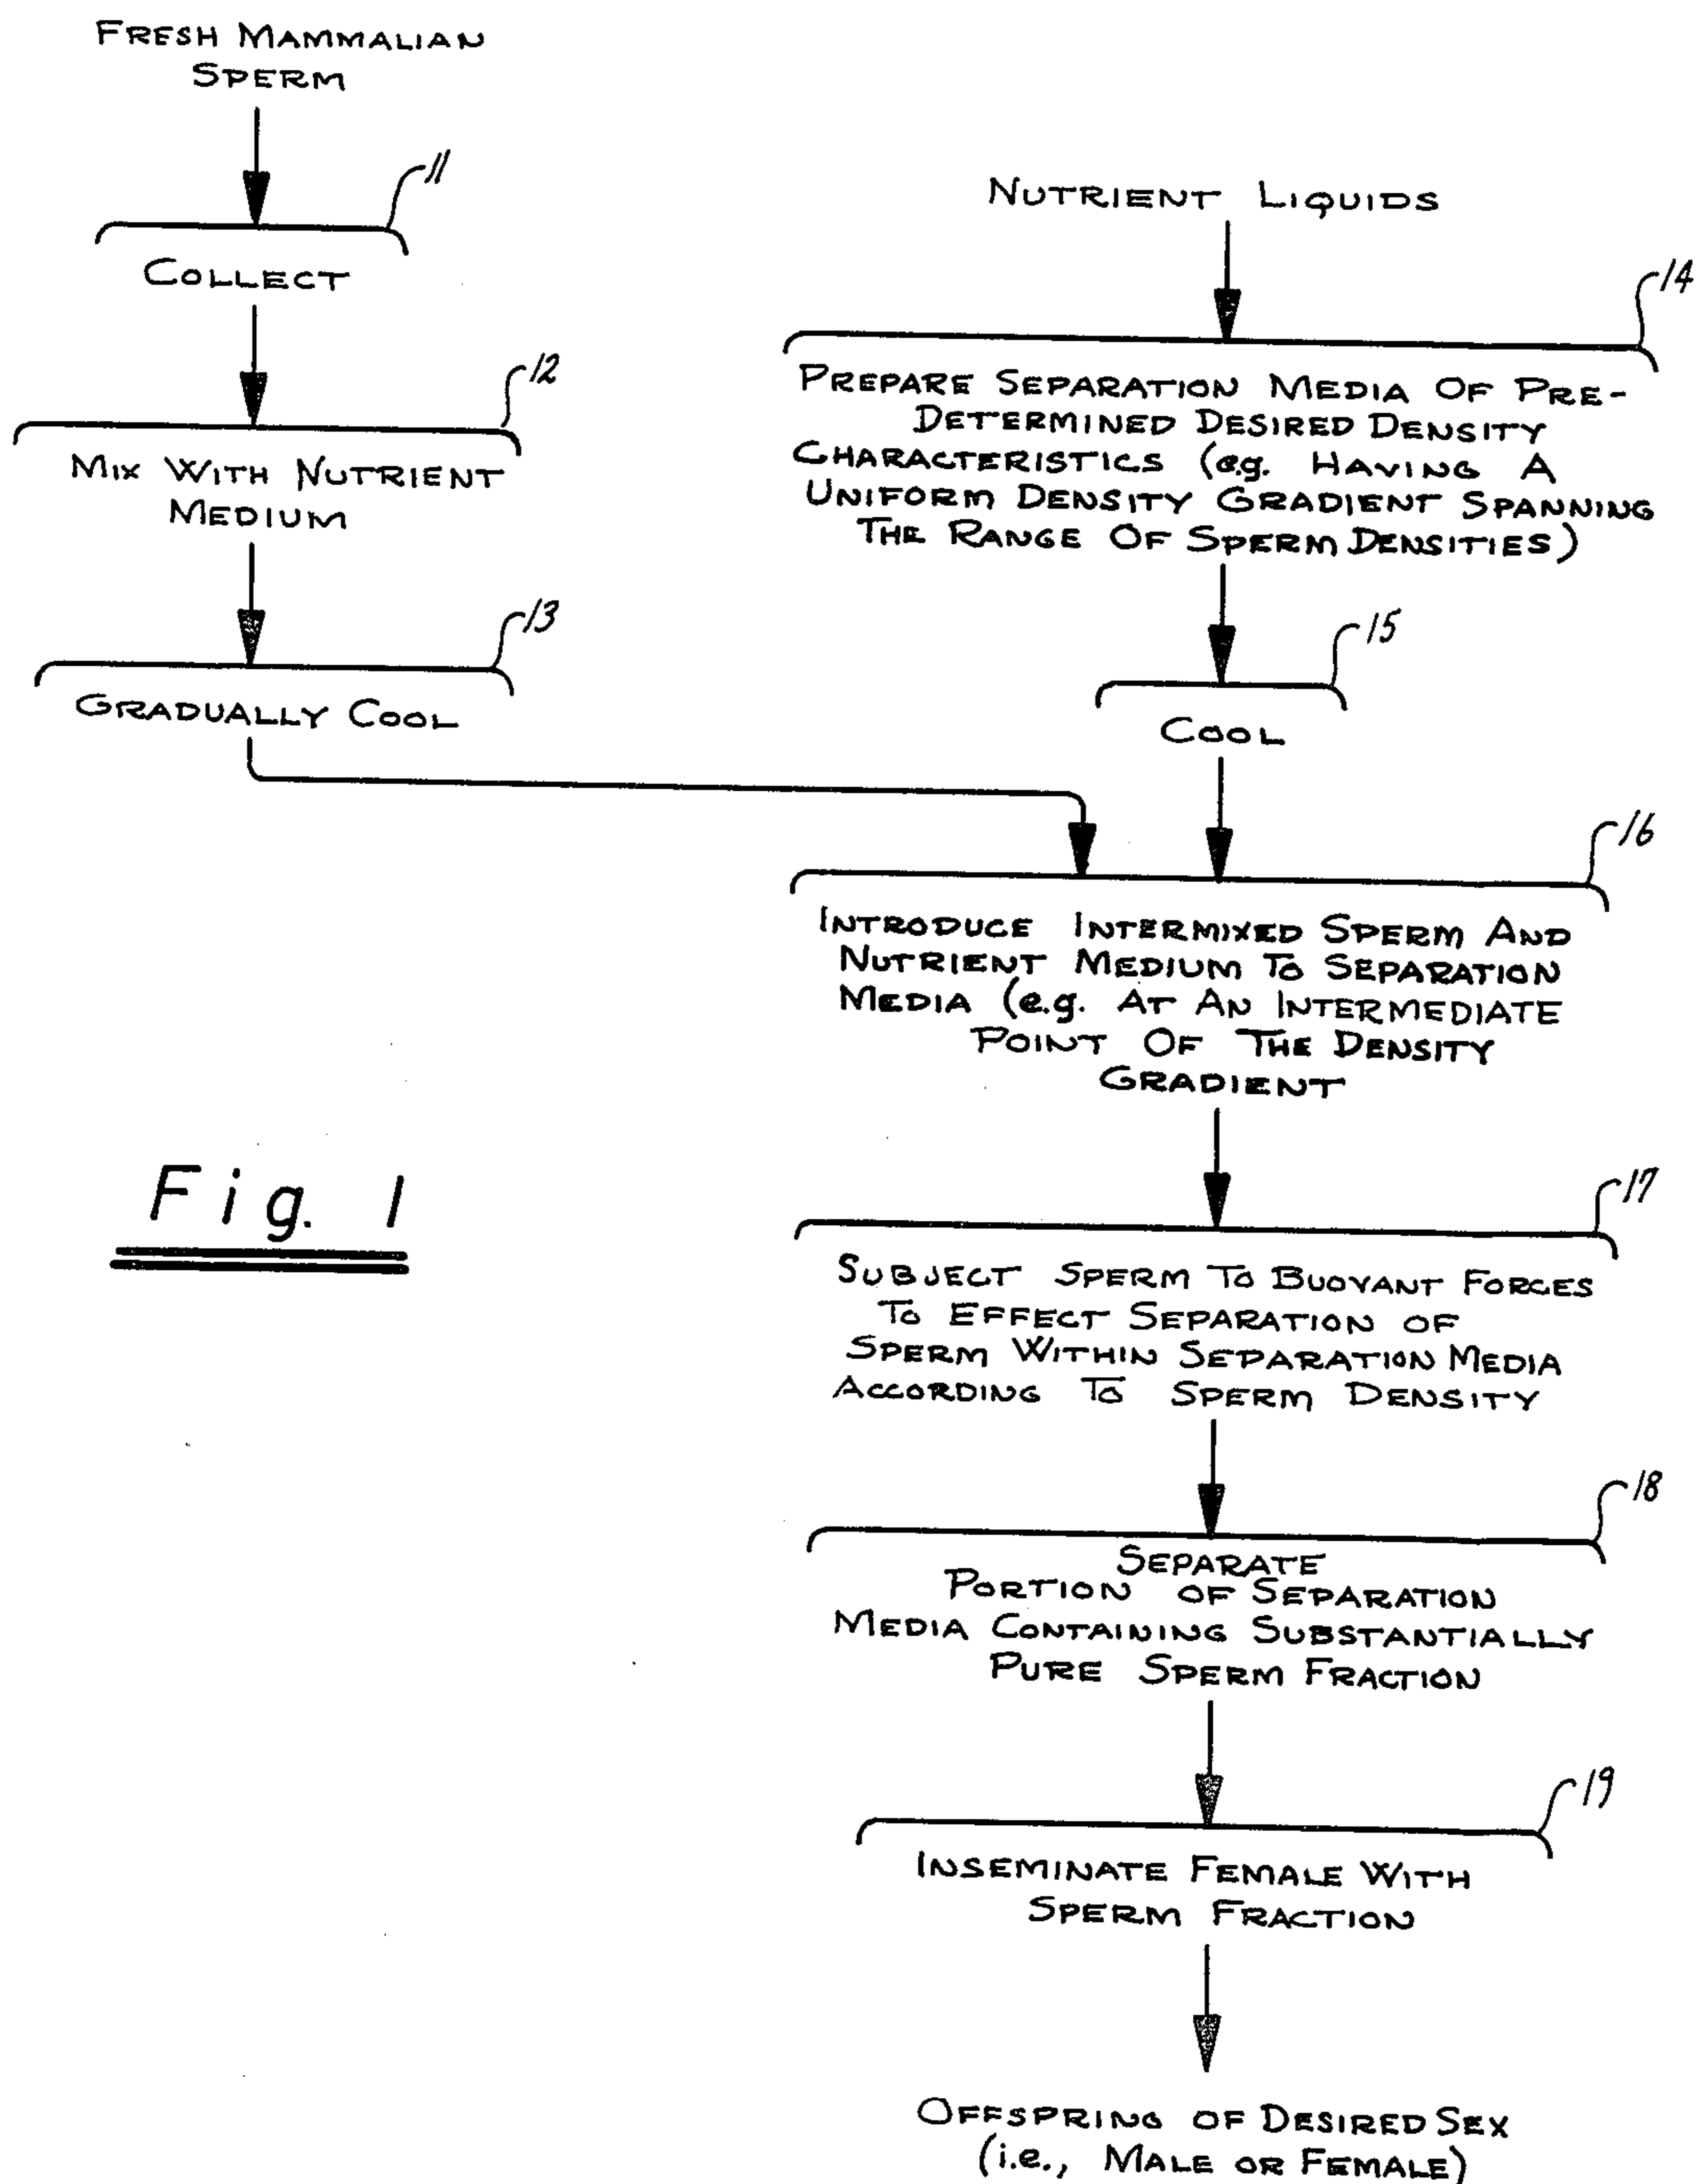 FRESH MAMMALIAN
SPERM
11
COLLECT
12
MIX WITH NUTRIENT
MEDIUM
13
GRADUALLY COOL
NUTRIENT LIQUIDS
14
PREPARE SEPARATION MEDIA OF PRE-
DETERMINED DESIRED DENSITY
CHARACTERISTICS (e.g. HAVING A
UNIFORM DENSITY GRADIENT SPANNING
THE RANGE OF SPERM DENSITIES)
15
COOL
16
INTRODUCE INTERMIXED SPERM AND
NUTRIENT MEDIUM TO SEPARATION
MEDIA (e.g. AT AN INTERMEDIATE
POINT OF THE DENSITY
GRADIENT
17
SUBJECT SPERM TO BUOYANT FORCES
TO EFFECT SEPARATION OF
SPERM WITHIN SEPARATION MEDIA
ACCORDING TO SPERM DENSITY
18
SEPARATE
PORTION OF SEPARATION
MEDIA CONTAINING SUBSTANTIALLY
PURE SPERM FRACTION
19
INSEMINATE FEMALE WITH
SPERM FRACTION
OFFSPRING OF DESIRED SEX
(i.e., MALE OR FEMALE)
Fig. 1